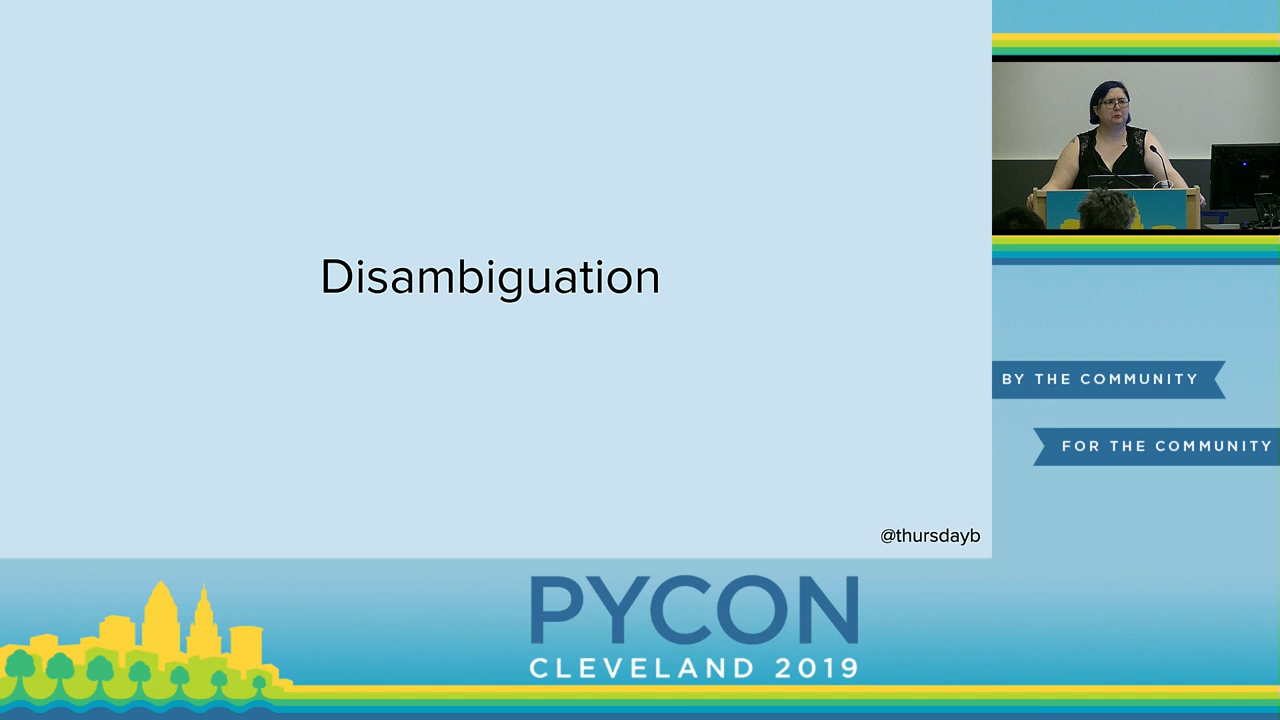 Disambiguation
@thursdayb
BY THE COMMUNITY
FOR THE COMMUNITY
PYCON
CLEVELAND 2019